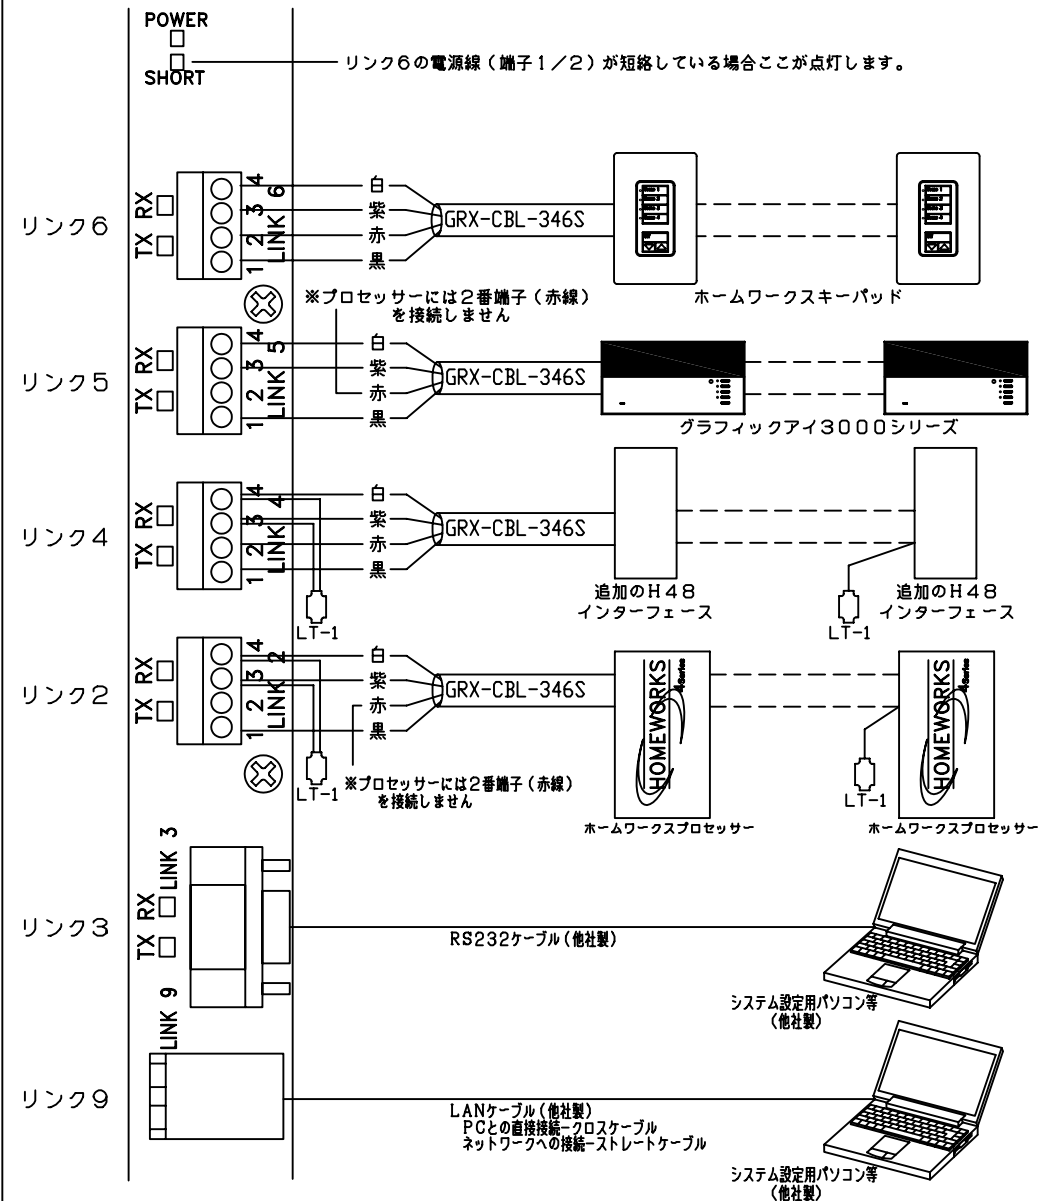 POWER
SHORT
リンク6の電源線(端子1/2)が短絡している場合ここが点灯します。
リンク6
RX
TX
4
3
2
1
LINK 6
白
紫
赤
黒
GRX-CBL-346S
ホームワークスキーパッド
※プロセッサーには2番端子(赤線)
を接続しません
リンク5
RX
TX
4
3
2
1
LINK 5
白
紫
赤
黒
GRX-CBL-346S
グラフィックアイ3000シリーズ
リンク4
RX
TX
4
3
2
1
LINK 4
白
紫
赤
黒
GRX-CBL-346S
LT-1
追加のH48
インターフェース
LT-1
追加のH48
インターフェース
リンク2
RX
TX
4
3
2
1
LINK 2
白
紫
赤
黒
GRX-CBL-346S
LT-1
※プロセッサーには2番端子(赤線)
を接続しません
HOMEWORKS
4Series
ホームワークスプロセッサー
LT-1
HOMEWORKS
4Series
ホームワークスプロセッサー
リンク3
LINK 3
RX
TX
RS232ケーブル(他社製)
システム設定用パソコン等
(他社製)
リンク9
LINK 9
LANケーブル(他社製)
PCとの直接接続-クロスケーブル
ネットワークへの接続-ストレートケーブル
システム設定用パソコン等
(他社製)